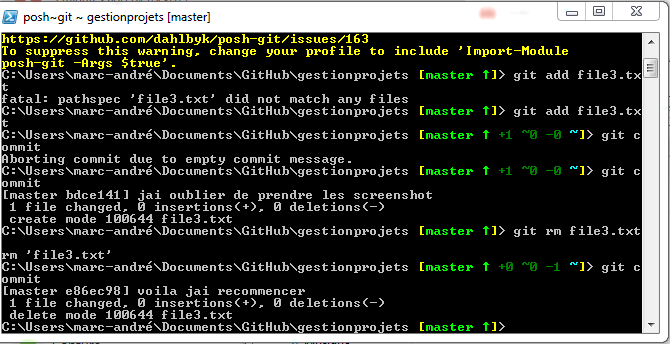 posh~git ~ gestionprojets [master]
https://github.com/dahlbyk/posh-git/issues/163
To suppress this warning, change your profile to include 'Import-Module
posh-git -Args $true'.
C:\Users\marc-andré\Documents\GitHub\gestionprojets [master ↑]> git add file3.tx
t
fatal: pathspec 'file3.txt' did not match any files
C:\Users\marc-andré\Documents\GitHub\gestionprojets [master ↑]> git add file3.tx
t
C:\Users\marc-andré\Documents\GitHub\gestionprojets [master ↑ +1 ~0 -0 ~]> git c
ommit
Aborting commit due to empty commit message.
C:\Users\marc-andré\Documents\GitHub\gestionprojets [master ↑ +1 ~0 -0 ~]> git c
ommit
[master bdce141] jai oublier de prendre les screenshot
 1 file changed, 0 insertions(+), 0 deletions(-)
 create mode 100644 file3.txt
C:\Users\marc-andré\Documents\GitHub\gestionprojets [master ↑]> git rm file3.txt
rm 'file3.txt'
C:\Users\marc-andré\Documents\GitHub\gestionprojets [master ↑ +0 ~0 -1 ~]> git c
ommit
[master e86ec98] voila jai recommencer
 1 file changed, 0 insertions(+), 0 deletions(-)
 delete mode 100644 file3.txt
C:\Users\marc-andré\Documents\GitHub\gestionprojets [master ↑]>